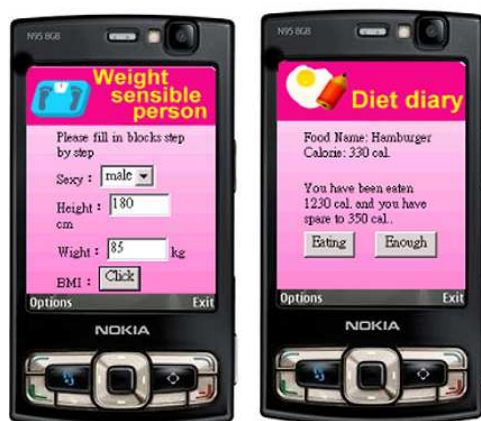 N95 8GB
Weight
sensible
person
Please fill in blocks step
by step
Sexy : male
Height : 180
cm
Wight : 85 kg
BMI : Click
Options Exit
NOKIA
N95 8GB
Diet diary
Food Name: Hamburger
Calorie: 330 cal.
You have been eaten
1230 cal. and you have
spare to 350 cal..
Eating Enough
Options Exit
NOKIA